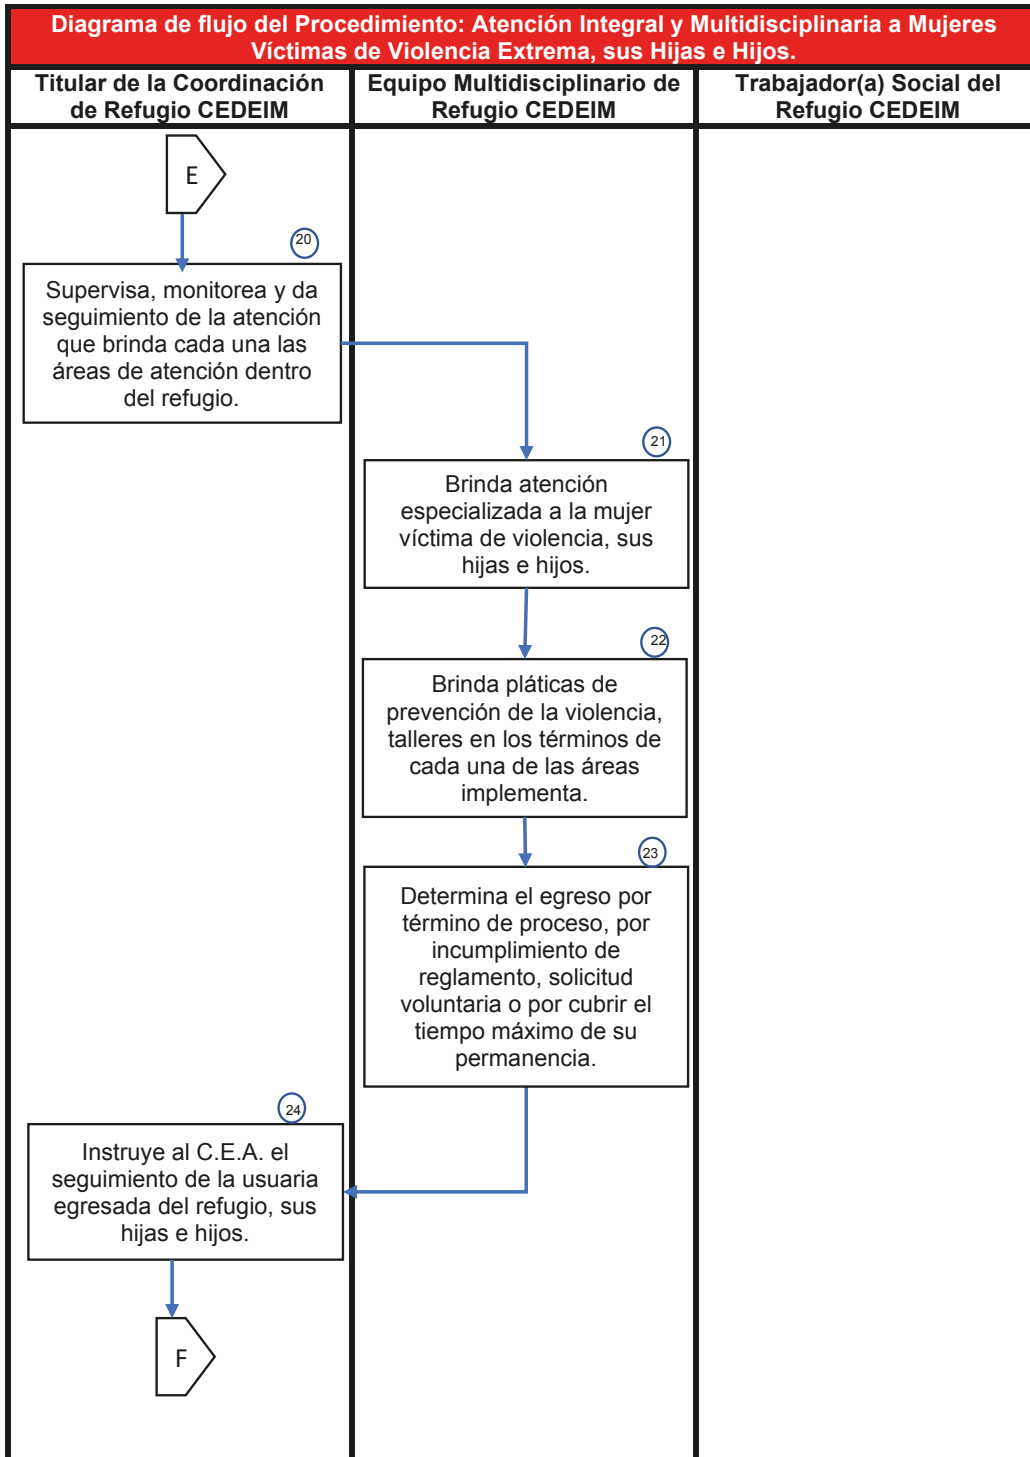 Diagrama de flujo del Procedimiento: Atención Integral y Multidisciplinaria a Mujeres
Víctimas de Violencia Extrema, sus Hijas e Hijos.
Titular de la Coordinación
de Refugio CEDEIM
Equipo Multidisciplinario de
Refugio CEDEIM
Trabajador(a) Social del
Refugio CEDEIM
E
20
Supervisa, monitorea y da
seguimiento de la atención
que brinda cada una las
áreas de atención dentro
del refugio.
21
Brinda atención
especializada a la mujer
víctima de violencia, sus
hijas e hijos.
22
Brinda pláticas de
prevención de la violencia,
talleres en los términos de
cada una de las áreas
implementa.
23
Determina el egreso por
término de proceso, por
incumplimiento de
reglamento, solicitud
voluntaria o por cubrir el
tiempo máximo de su
permanencia.
24
Instruye al C.E.A. el
seguimiento de la usuaria
egresada del refugio, sus
hijas e hijos.
F